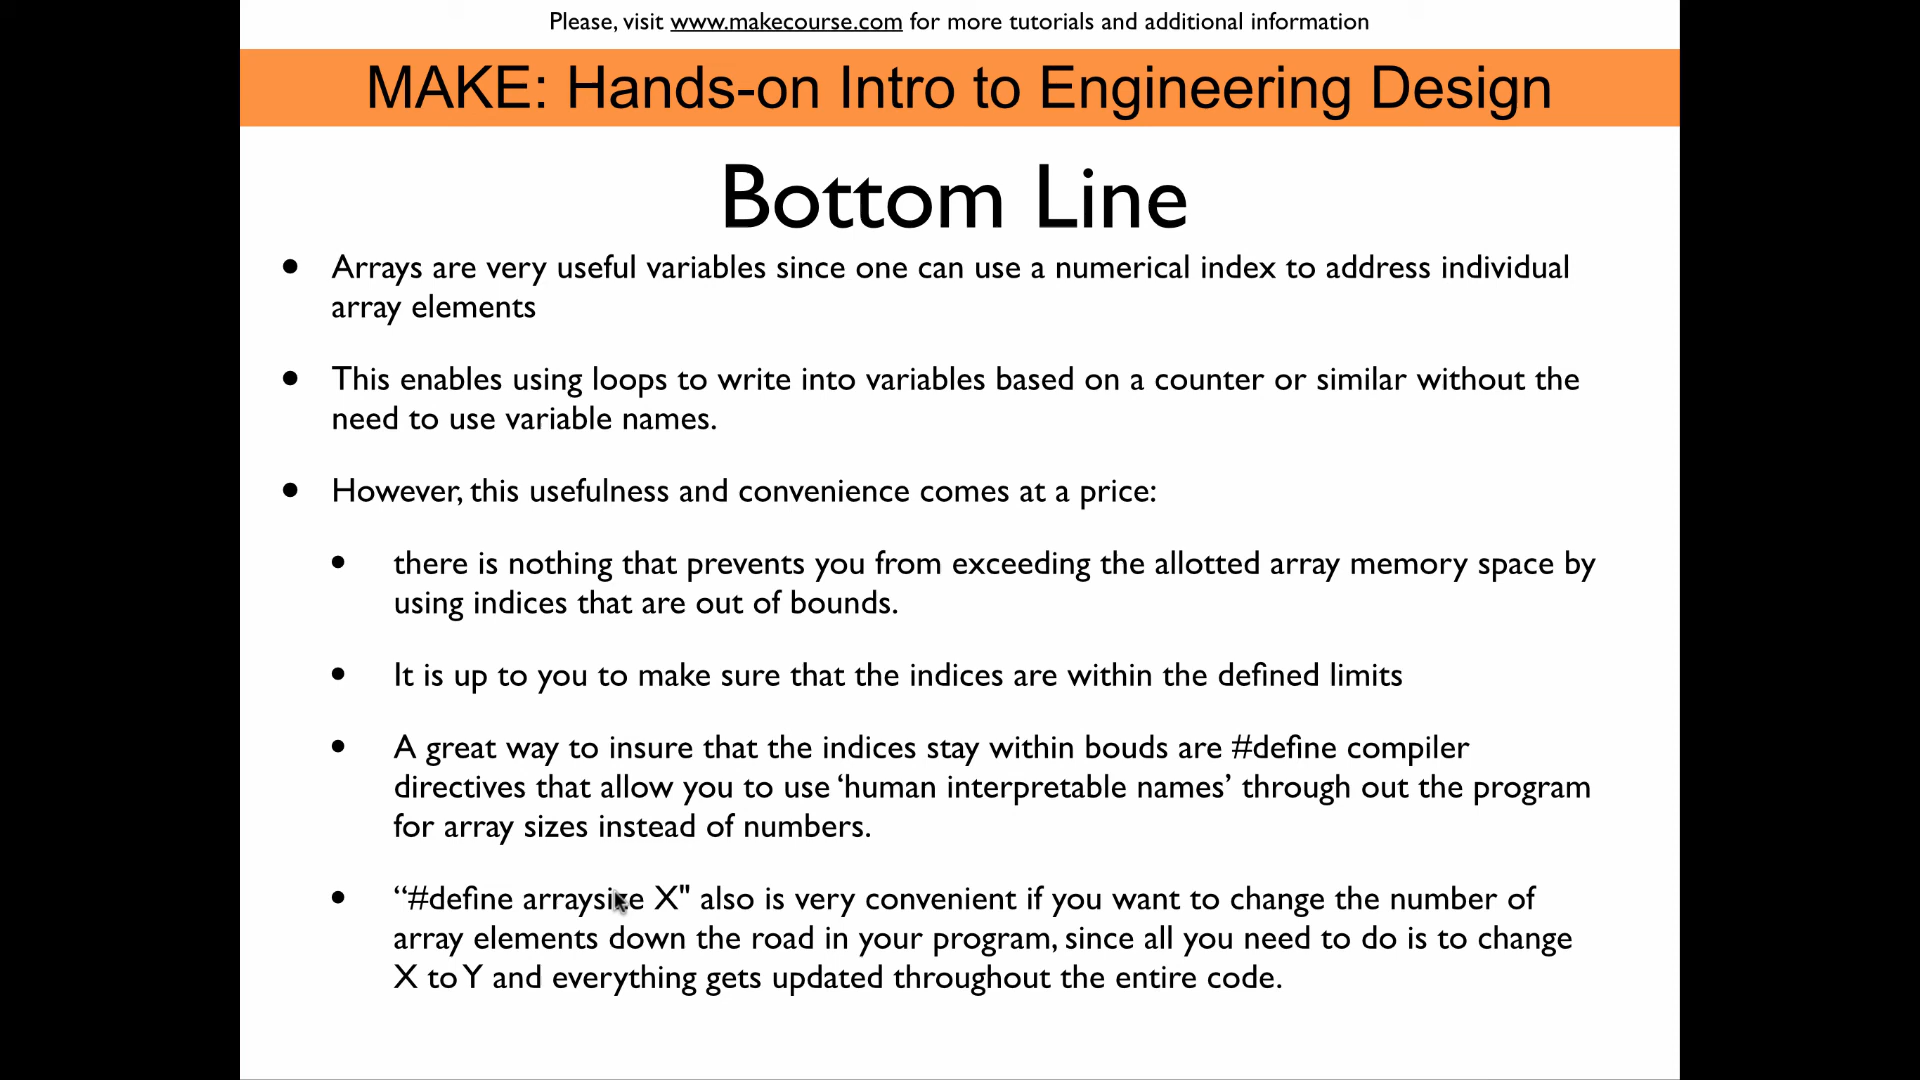 Please, visit www.makecourse.com for more tutorials and additional information
MAKE: Hands-on Intro to Engineering Design
Bottom Line
• Arrays are very useful variables since one can use a numerical index to address individual
array elements
• This enables using loops to write into variables based on a counter or similar without the
need to use variable names.
• However, this usefulness and convenience comes at a price:
• there is nothing that prevents you from exceeding the allotted array memory space by
using indices that are out of bounds.
• It is up to you to make sure that the indices are within the defined limits
• A great way to insure that the indices stay within bouds are #define compiler
directives that allow you to use ‘human interpretable names’ through out the program
for array sizes instead of numbers.
• “#define arraysize X" also is very convenient if you want to change the number of
array elements down the road in your program, since all you need to do is to change
X to Y and everything gets updated throughout the entire code.